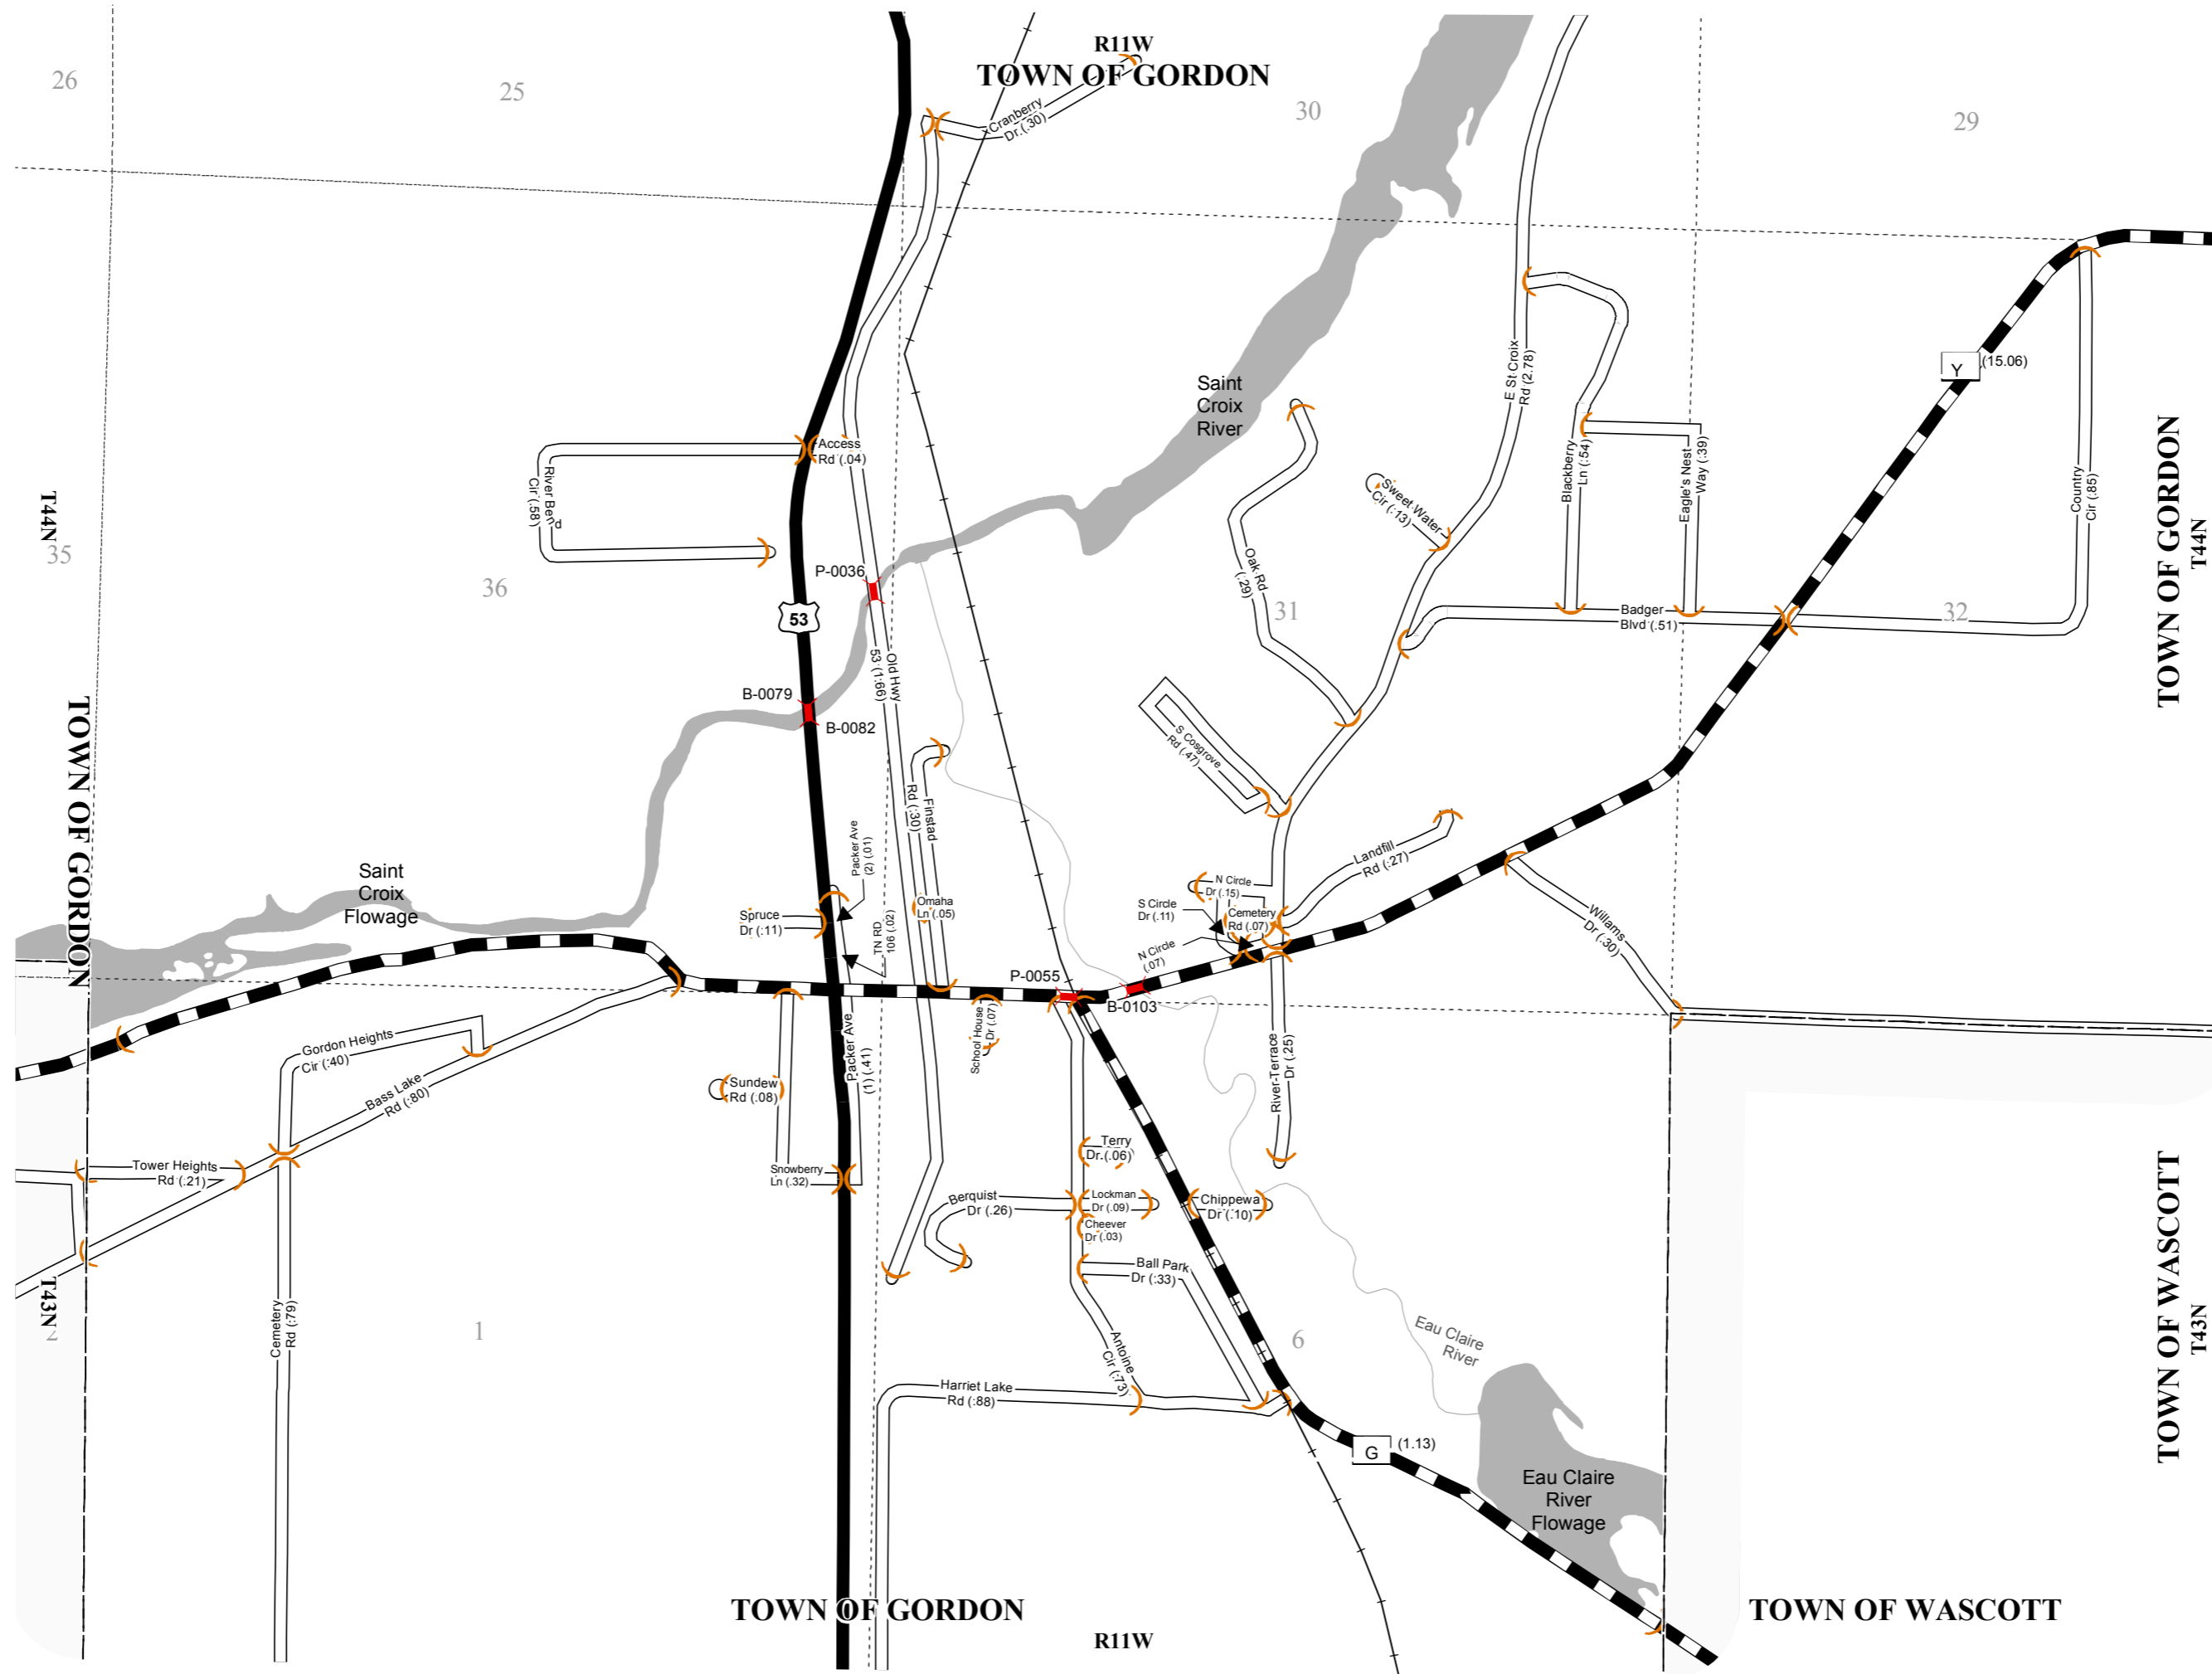 R11W
TOWN OF GORDON
26
25
30
29
Cranberry
Dr (.30)
Saint
Croix
River
E St Croix
Rd (2.78)
Y
(15.06)
Access
Rd (.04)
River Bend
Cir (.58)
Blackberry
Ln (.54)
Eagle's Nest
Way (.39)
Country
Cir (.85)
TOWN OF GORDON
T44N
T44N
35
36
Sweet Water
Cir (.13)
Oak Rd
(.29)
P-0036
53
31
Badger
Blvd (.51)
32
Old Hwy
53 (1.66)
B-0079
B-0082
S Cosgrove
Rd (.47)
TOWN OF GORDON
Finstad
Rd (.30)
Packer Ave
(2) (.01)
Landfill
Rd (.27)
Saint
Croix
Flowage
Spruce
Dr (.11)
Omaha
Ln (.05)
N Circle
Dr (.15)
S Circle
Dr (.11)
Cemetery
Rd (.07)
TN RD
106 (.02)
N Circle
(.07)
Willams
Dr (.30)
P-0055
B-0103
Gordon Heights
Cir (.40)
School House
Dr (.07)
Packer Ave
(1) (.41)
River Terrace
Dr (.25)
Bass Lake
Rd (.80)
Sundew
Rd (.08)
Terry
Dr (.06)
Tower Heights
Rd (.21)
Snowberry
Ln (.32)
Berquist
Dr (.26)
Lockman
Dr (.09)
Chippewa
Dr (.10)
Cheever
Dr (.03)
Ball Park
Dr (.33)
T43N
2
Cemetery
Rd (.79)
1
Antoine
Cir (.73)
6
Eau Claire
River
TOWN OF WASCOTT
T43N
Harriet Lake
Rd (.88)
G
(1.13)
Eau Claire
River
Flowage
TOWN OF GORDON
R11W
TOWN OF WASCOTT